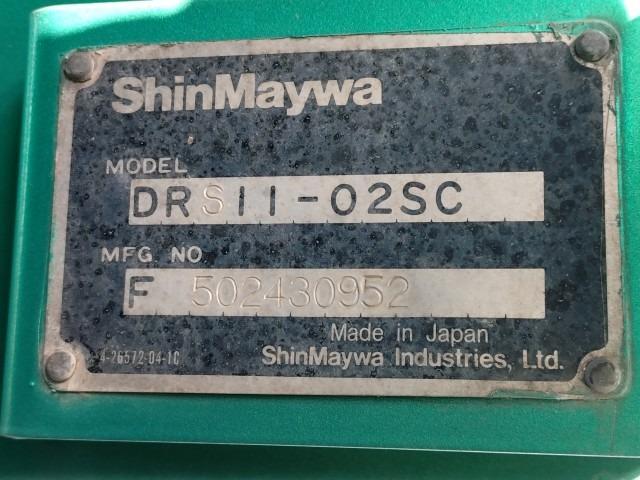 ShinMaywa
MODEL
DRS11-02SC
MFG. NO
F 502430952
Made in Japan
4-26572-04-1C
ShinMaywa Industries, Ltd.